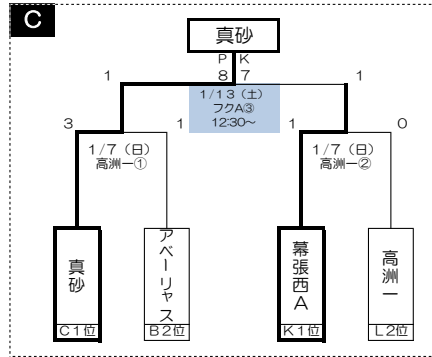 C
真砂
PK
1 8 7 1
1/13（土）
フクA③
12:30～
3 1 1 0
1/7（日）
高洲一①
1/7（日）
高洲一②
真砂
C1位
アベーリャス
B2位
幕張西A
K1位
高洲一
L2位